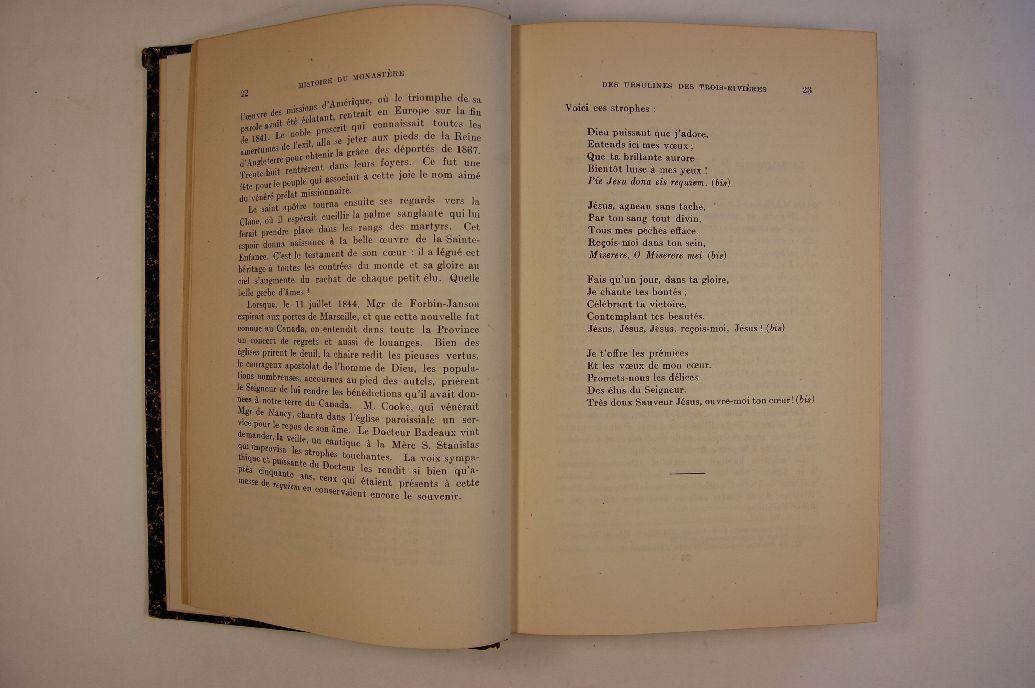 22
HISTOIRE DU MONASTÈRE
l'œuvre des missions d'Amérique, où le triomphe de sa
parole avait été éclatant, rentrait en Europe sur la fin
de 1841. Le noble proscrit qui connaissait toutes les
amertumes de l'exil, alla se jeter aux pieds de la Reine
d'Angleterre pour obtenir la grâce des déportés de 1867.
Trente-huit rentrèrent dans leurs foyers. Ce fut une
fête pour le peuple qui associait à cette joie le nom aimé
du vénéré prélat missionnaire.
Le saint apôtre tourna ensuite ses regards vers la
Chine, où il espérait cueillir la palme sanglante qui lui
ferait prendre place dans les rangs des martyrs. Cet
espoir donna naissance à la belle œuvre de la Sainte-
Enfance. C'est le testament de son cœur : il a légué cet
héritage à toutes les contrées du monde et sa gloire au
ciel s'augmente du rachat de chaque petit élu. Quelle
belle gerbe d'âmes !
Lorsque, le 11 juillet 1844, Mgr de Forbin-Janson
expirait aux portes de Marseille, et que cette nouvelle fut
connue au Canada, on entendit dans toute la Province
un concert de regrets et aussi de louanges. Bien des
églises prirent le deuil, la chaire redit les pieuses vertus,
le courageux apostolat de l'homme de Dieu, les popula-
tions nombreuses, accourues au pied des autels, prièrent
le Seigneur de lui rendre les bénédictions qu'il avait don-
nées à notre terre du Canada. M. Cooke, qui vénérait
Mgr de Nancy, chanta dans l'église paroissiale un ser-
vice pour le repos de son âme. Le Docteur Badeaux vint
demander, la veille, un cantique à la Mère S. Stanislas
qui improvisa les strophes touchantes. La voix sympa-
thique et puissante du Docteur les rendit si bien qu'a-
près cinquante ans, ceux qui étaient présents à cette
messe de requiem en conservaient encore le souvenir.
DES URSULINES DES TROIS-RIVIÈRES
23
Voici ces strophes :
Dieu puissant que j'adore,
Entends ici mes vœux ;
Que ta brillante aurore
Bientôt luise à mes yeux !
Pie Jesu dona eis requiem. (bis)
Jésus, agneau sans tache,
Par ton sang tout divin,
Tous mes péchés efface.
Reçois-moi dans ton sein,
Miserere, O Miserere mei (bis)
Fais qu'un jour, dans ta gloire,
Je chante tes bontés ;
Célébrant ta victoire,
Contemplant tes beautés.
Jésus, Jésus, Jésus, reçois-moi, Jésus ! (bis)
Je t'offre les prémices
Et les vœux de mon cœur.
Promets-nous les délices
Des élus du Seigneur.
Très doux Sauveur Jésus, ouvre-moi ton cœur! (bis)